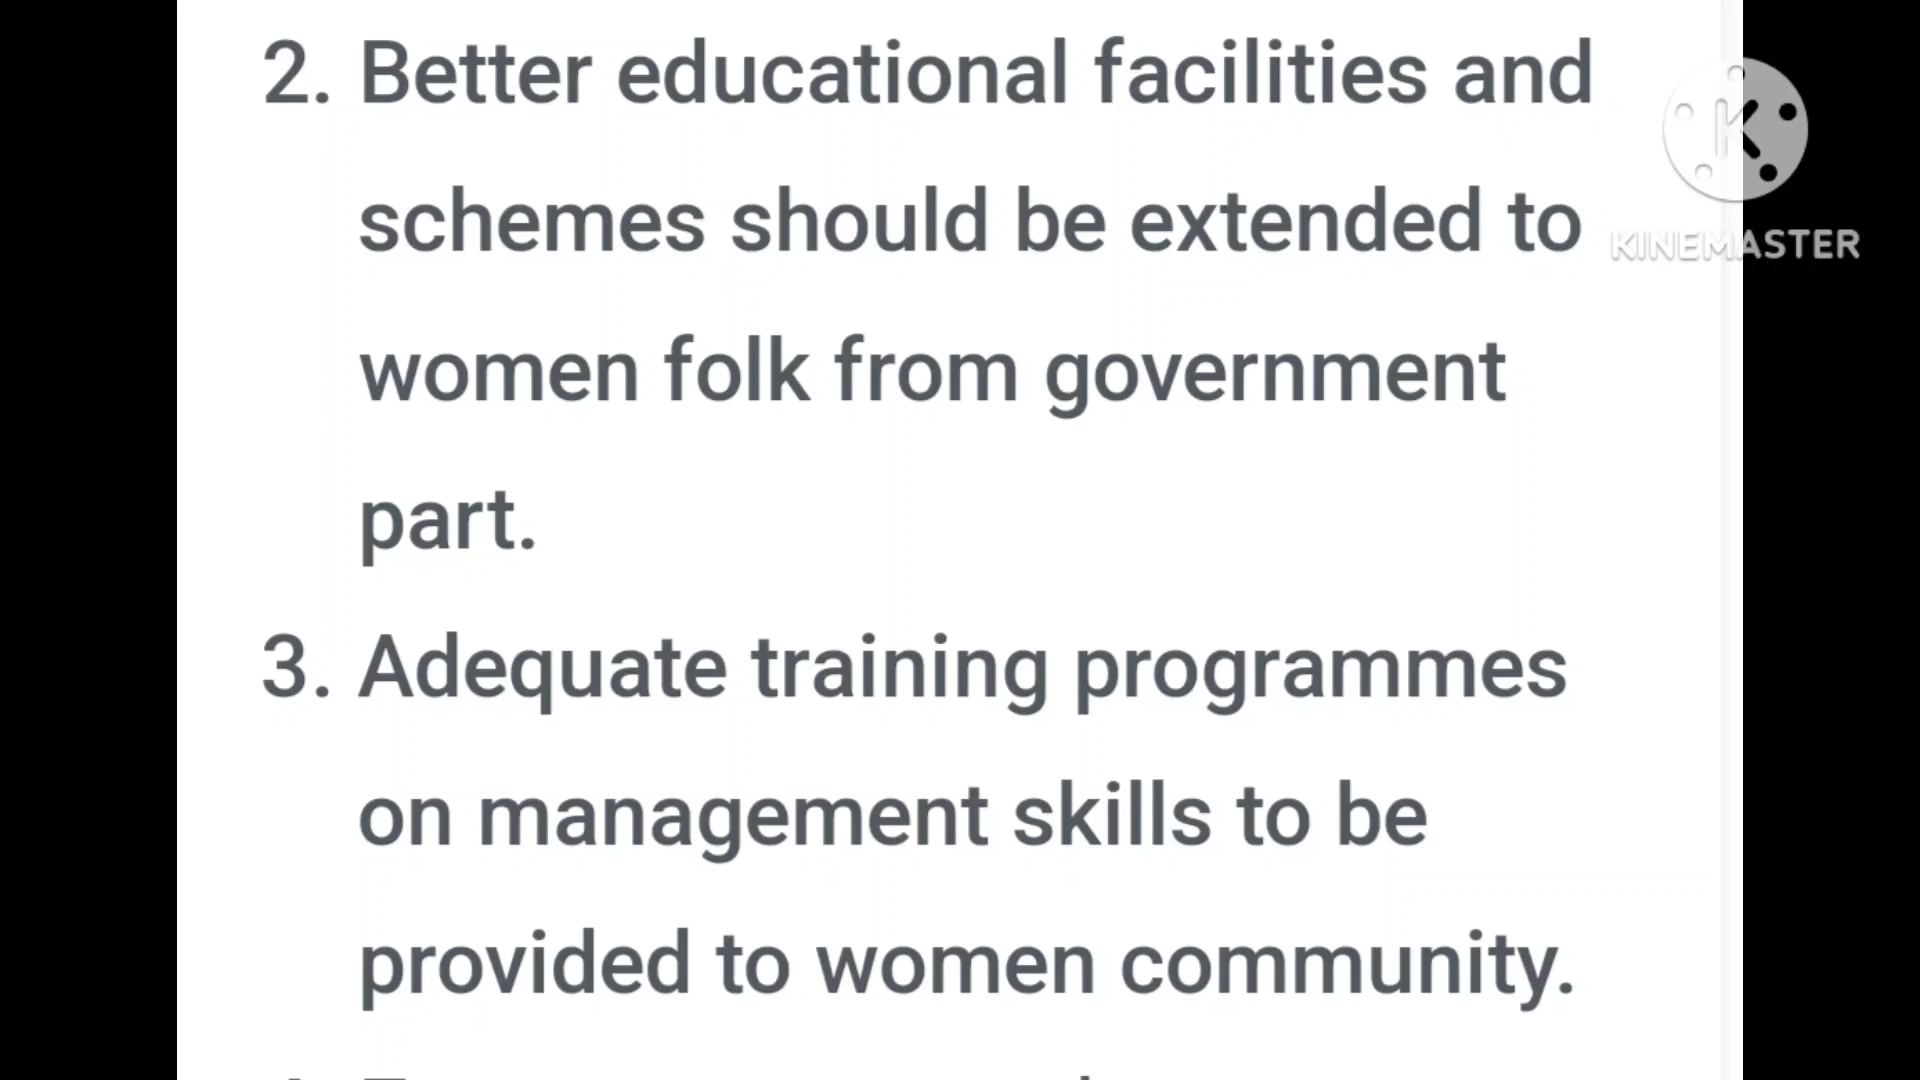 2. Better educational facilities and
schemes should be extended to
women folk from government
part.
3. Adequate training programmes
on management skills to be
provided to women community.
K
KINEMASTER